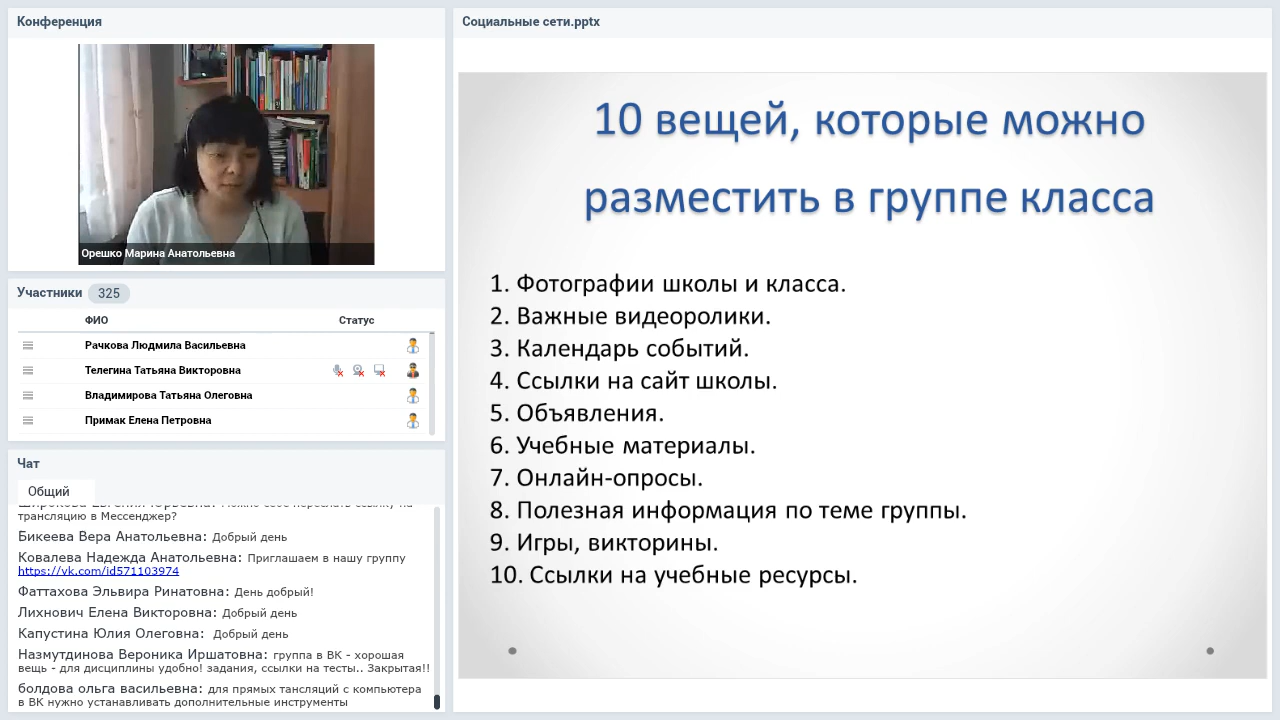 Конференция
Орешко Марина Анатольевна
Участники 325
ФИО Статус
Рачкова Людмила Васильевна
Телегина Татьяна Викторовна
Владимирова Татьяна Олеговна
Примак Елена Петровна
Чат
Общий
трансляцию в Мессенджер?
Бикеева Вера Анатольевна: Добрый день
Ковалева Надежда Анатольевна: Приглашаем в нашу группу
https://vk.com/id571103974
Фаттахова Эльвира Ринатовна: День добрый!
Лихнович Елена Викторовна: Добрый день
Капустина Юлия Олеговна: Добрый день
Назмутдинова Вероника Иршатовна: группа в ВК - хорошая
вещь - для дисциплины удобно! задания, ссылки на тесты.. Закрытая!!
болдова ольга васильевна: для прямых тансляций с компьютера
в ВК нужно устанавливать дополнительные инструменты
Социальные сети.pptx
10 вещей, которые можно
разместить в группе класса
1. Фотографии школы и класса.
2. Важные видеоролики.
3. Календарь событий.
4. Ссылки на сайт школы.
5. Объявления.
6. Учебные материалы.
7. Онлайн-опросы.
8. Полезная информация по теме группы.
9. Игры, викторины.
10. Ссылки на учебные ресурсы.